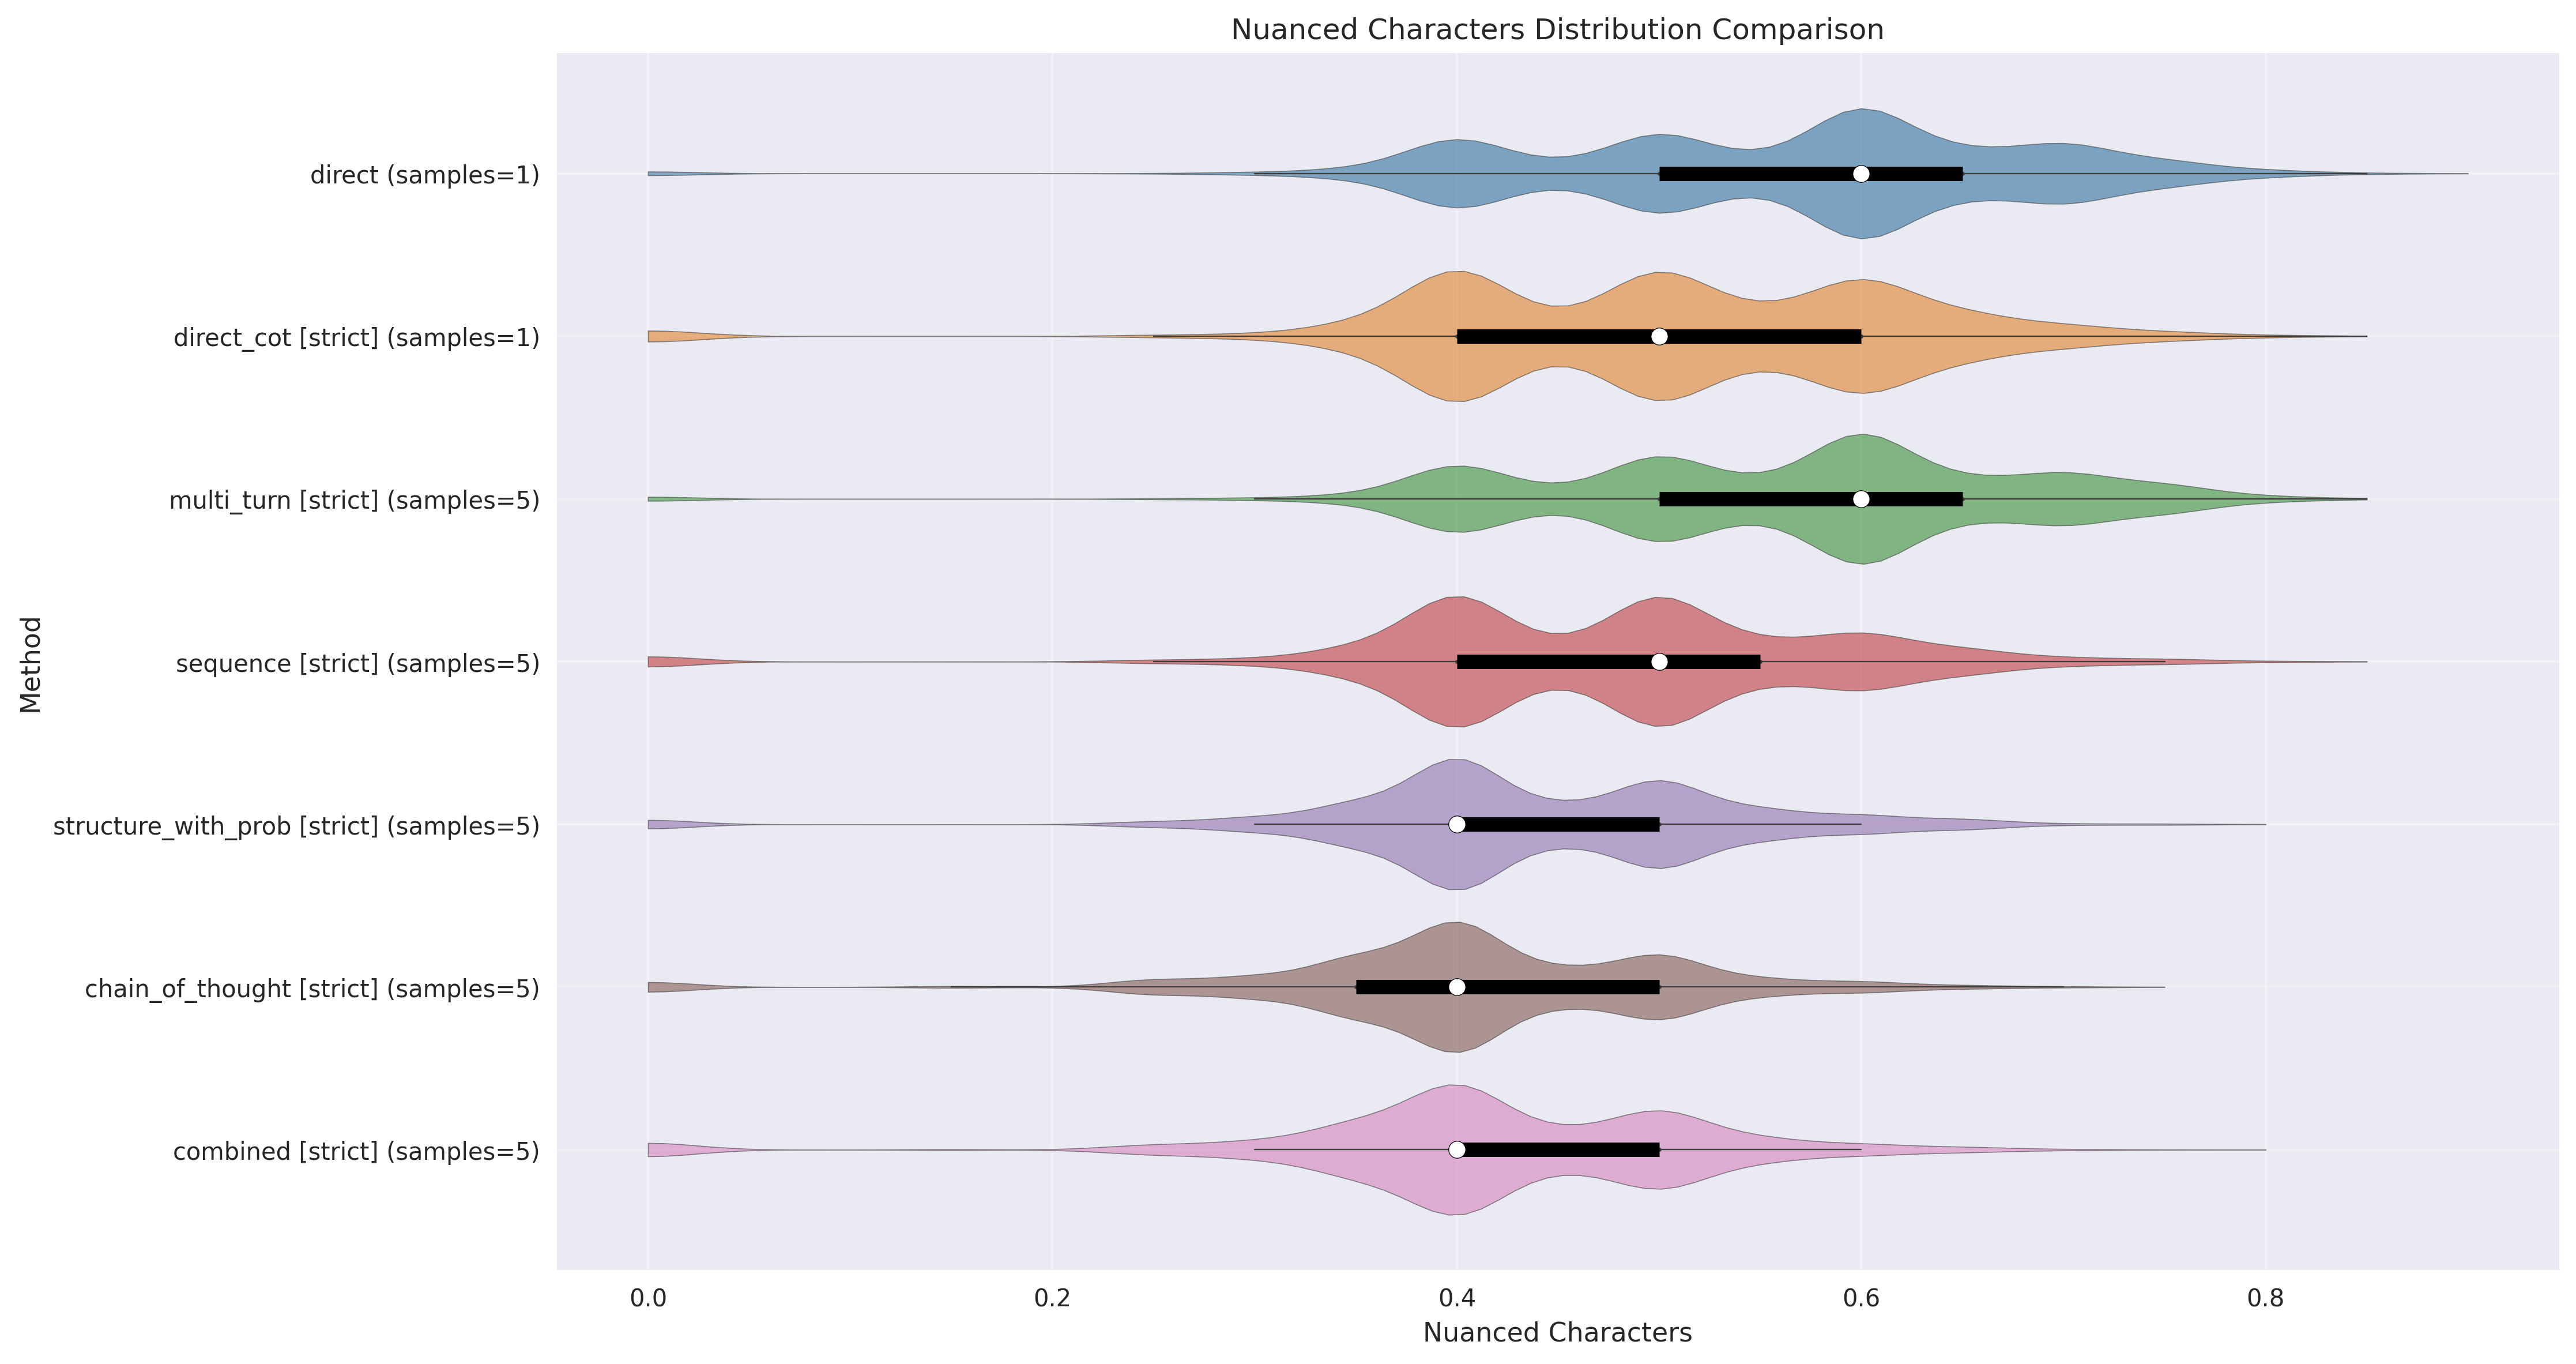 Nuanced Characters Distribution Comparison
direct (samples=1)
direct_cot [strict] (samples=1)
multi_turn [strict] (samples=5)
sequence [strict] (samples=5)
structure_with_prob [strict] (samples=5)
chain_of_thought [strict] (samples=5)
combined [strict] (samples=5)
Method
0.0 0.2 0.4 0.6 0.8
Nuanced Characters